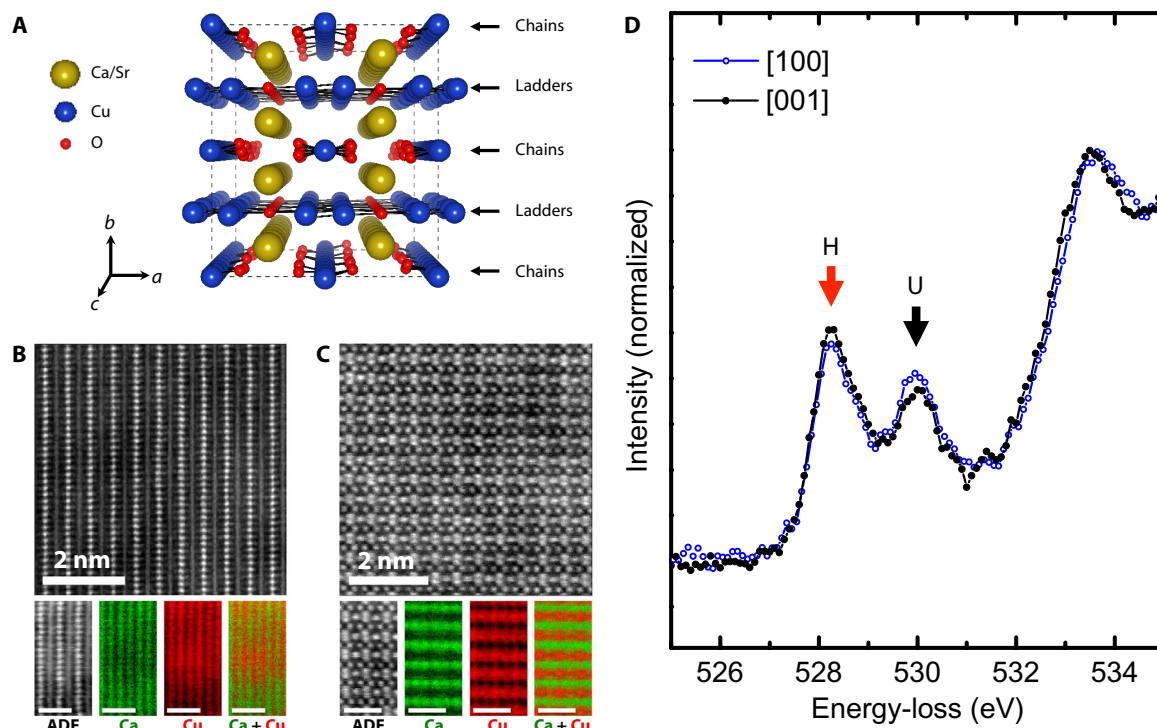 A
Ca/Sr
Cu
O
Chains
Ladders
Chains
Ladders
Chains
b
a
c
B
2 nm
ADF
Ca
Cu
Ca + Cu
C
2 nm
ADF
Ca
Cu
Ca + Cu
D
[100]
[001]
H
U
Intensity (normalized)
526
528
530
532
534
Energy-loss (eV)